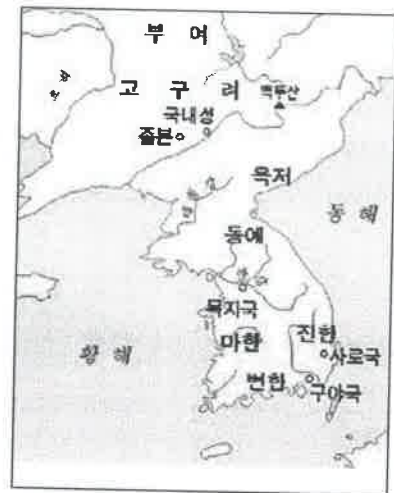 부 여
고 구 려
백두산
국내성
졸본
옥저
동 해
동예
목지국
마한
진한
사로국
황 해
변한
구야국